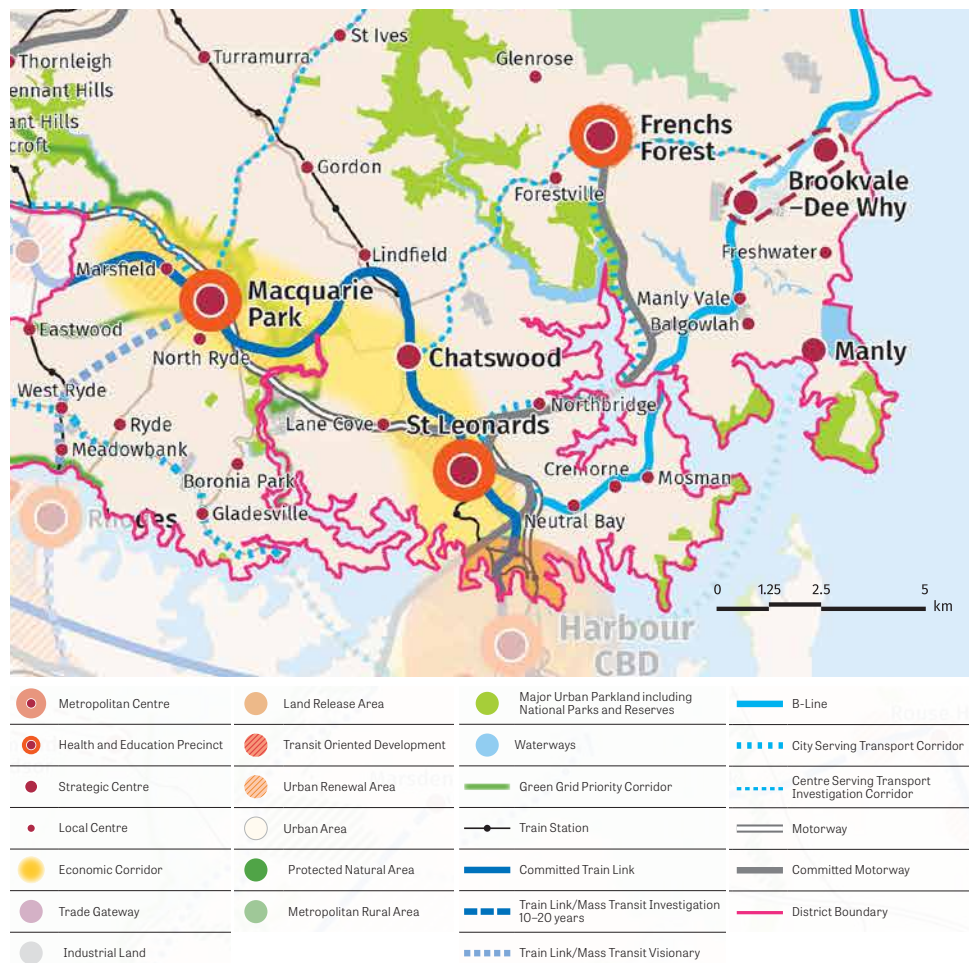 St Ives
Turramurra
Thornleigh
Glenrose
ennant Hills
ant Hills
croft
Frenchs
Forest
Gordon
Forestville
Brookvale
–Dee Why
Freshwater
Lindfield
Marsfield
Macquarie
Park
Manly Vale
Balgowlah
Eastwood
North Ryde
Chatswood
Manly
West Ryde
Northbridge
Lane Cove
St Leonards
Ryde
Meadowbank
Boronia Park
Cremorne
Mosman
Rhodes
Gladesville
Neutral Bay
0 1.25 2.5 5
km
Harbour
CBD
Metropolitan Centre
Health and Education Precinct
Strategic Centre
Local Centre
Economic Corridor
Trade Gateway
Industrial Land
Land Release Area
Transit Oriented Development
Urban Renewal Area
Urban Area
Protected Natural Area
Metropolitan Rural Area
Major Urban Parkland including
National Parks and Reserves
Waterways
Green Grid Priority Corridor
Train Station
Committed Train Link
Train Link/Mass Transit Investigation
10–20 years
Train Link/Mass Transit Visionary
B-Line
City Serving Transport Corridor
Centre Serving Transport
Investigation Corridor
Motorway
Committed Motorway
District Boundary